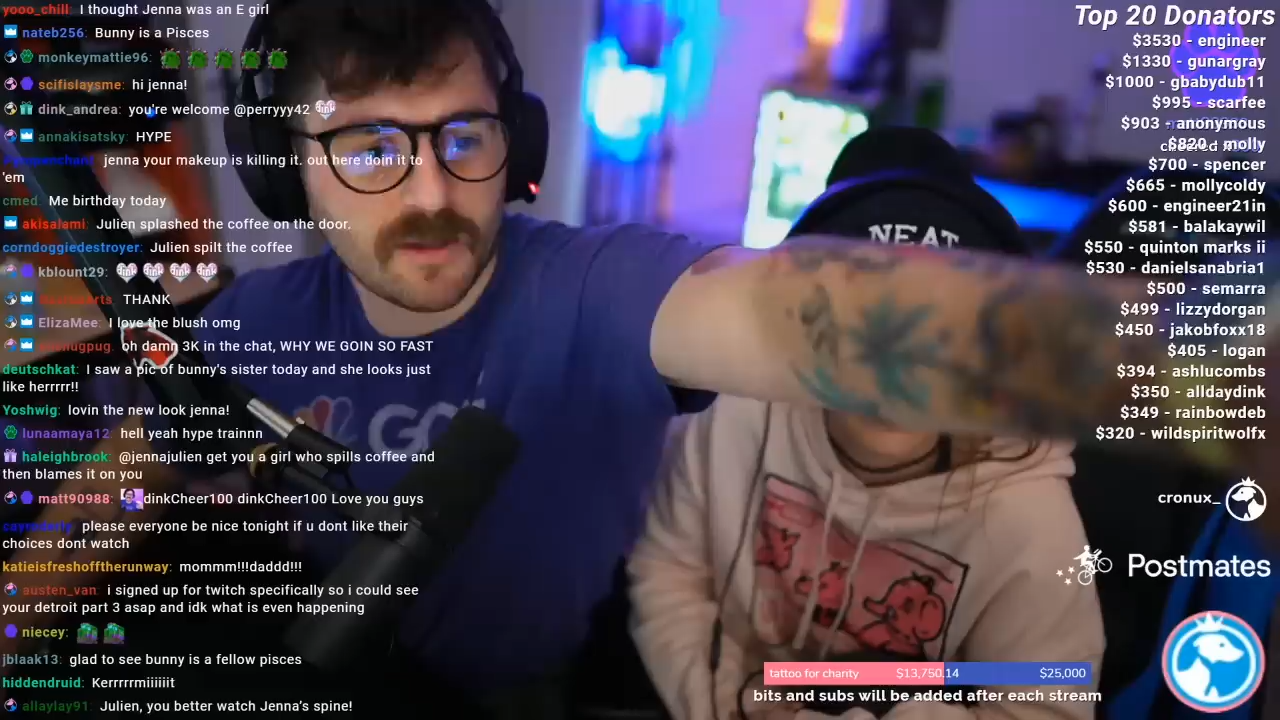 yooo_chill: I thought Jenna was an E girl
nateb256: Bunny is a Pisces
monkeymattie96:
scifislaysme: hi jenna!
dink_andrea: you're welcome @perryyy42
annakisatsky: HYPE
jenna your makeup is killing it. out here doin it to
'em
cmed: Me birthday today
akisalami: Julien splashed the coffee on the door.
corndoggiedestroyer: Julien spilt the coffee
kblount29:
THANK
ElizaMee: I love the blush omg
oh damn 3K in the chat, WHY WE GOIN SO FAST
deutschkat: I saw a pic of bunny's sister today and she looks just
like herrrrr!!
Yoshwig: lovin the new look jenna!
lunaamaya12: hell yeah hype trainnn
haleighbrook: @jennajulien get you a girl who spills coffee and
then blames it on you
matt90988: dinkCheer100 dinkCheer100 Love you guys
please everyone be nice tonight if u dont like their
choices dont watch
katieisfreshofftherunway: mommm!!!daddd!!!
austen_van: i signed up for twitch specifically so i could see
your detroit part 3 asap and idk what is even happening
niecey:
jblaak13: glad to see bunny is a fellow pisces
hiddendruid: Kerrrrmiiiiiit
allaylay91: Julien, you better watch Jenna's spine!
NEAT
Top 20 Donators
$3530 - engineer
$1330 - gunargray
$1000 - gbabydub11
$995 - scarfee
$903 - anonymous
$820 - molly
$700 - spencer
$665 - mollycoldy
$600 - engineer21in
$581 - balakaywil
$550 - quinton marks ii
$530 - danielsanabria1
$500 - semarra
$499 - lizzydorgan
$450 - jakobfoxx18
$405 - logan
$394 - ashlucombs
$350 - alldaydink
$349 - rainbowdeb
$320 - wildspiritwolfx
cronux_
Postmates
tattoo for charity $13,750.14 $25,000
bits and subs will be added after each stream